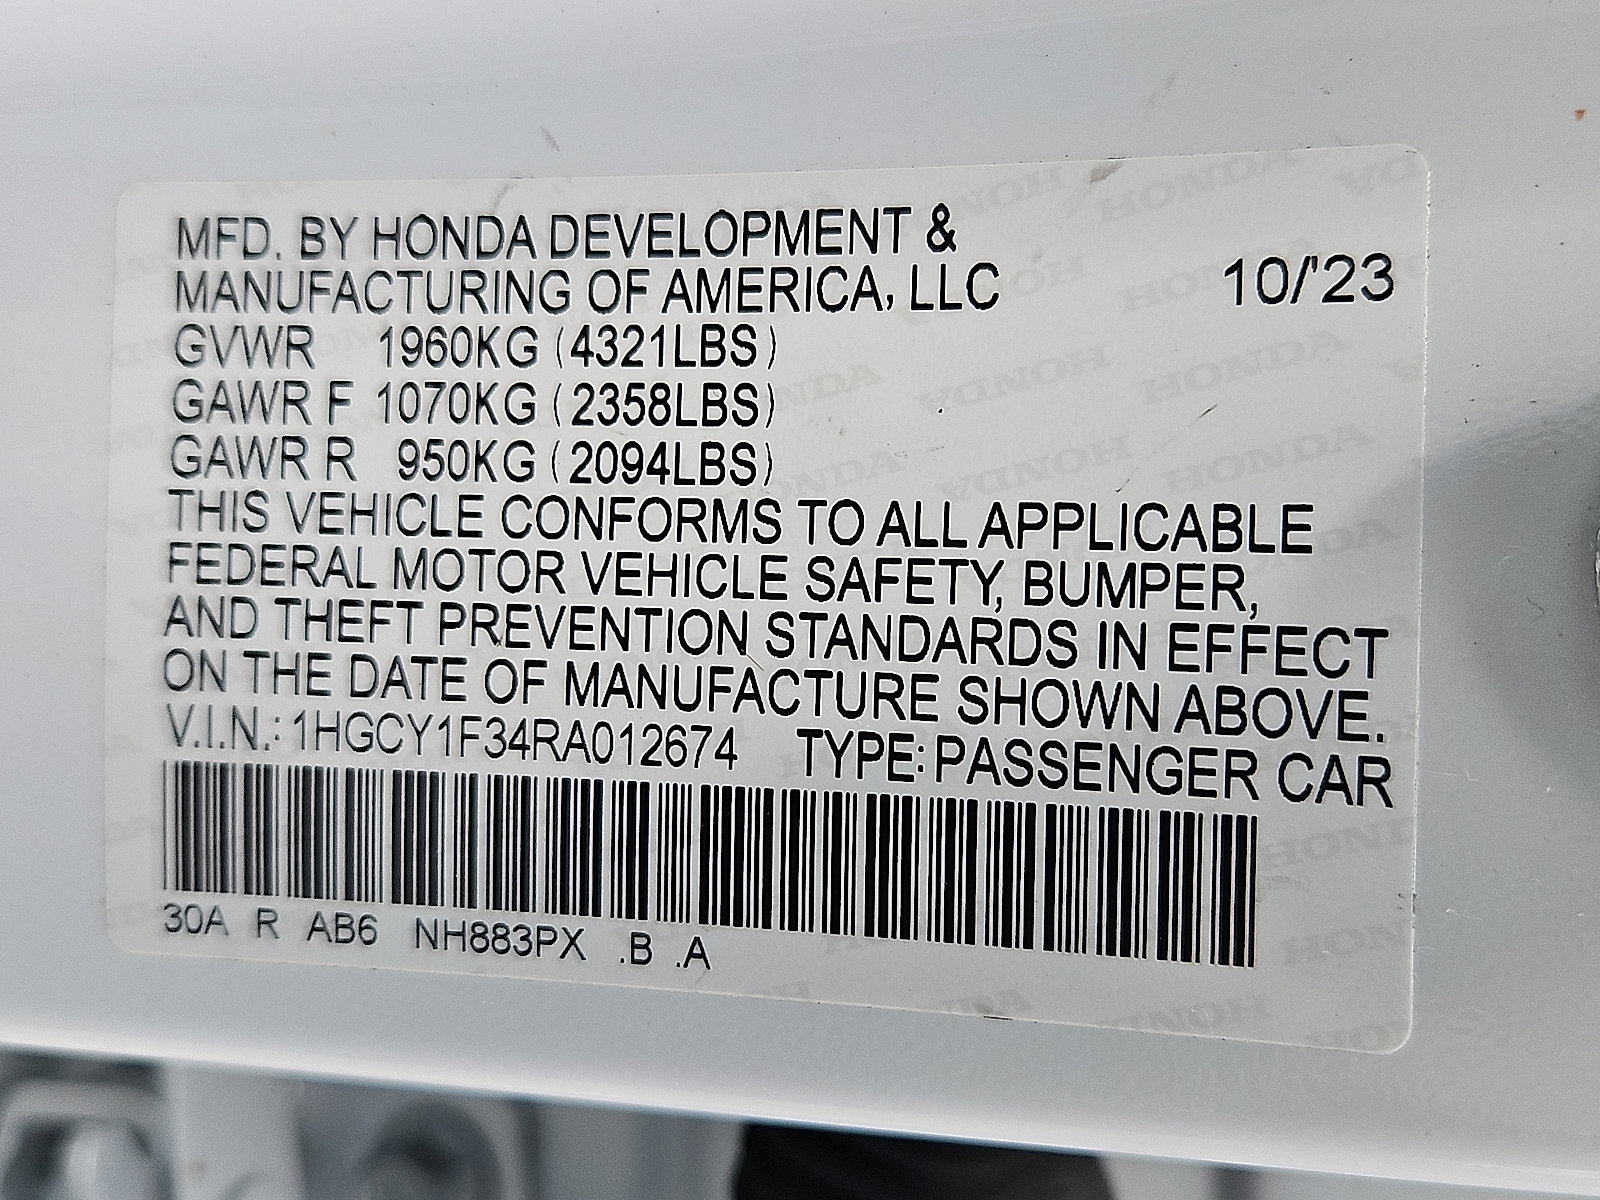 MFD. BY HONDA DEVELOPMENT &
MANUFACTURING OF AMERICA, LLC 10/'23
GVWR 1960KG (4321LBS)
GAWR F 1070KG (2358LBS)
GAWR R 950KG (2094LBS)
THIS VEHICLE CONFORMS TO ALL APPLICABLE
FEDERAL MOTOR VEHICLE SAFETY, BUMPER,
AND THEFT PREVENTION STANDARDS IN EFFECT
ON THE DATE OF MANUFACTURE SHOWN ABOVE.
V.I.N.: 1HGCY1F34RA012674 TYPE: PASSENGER CAR
30A R AB6 NH883PX .B .A